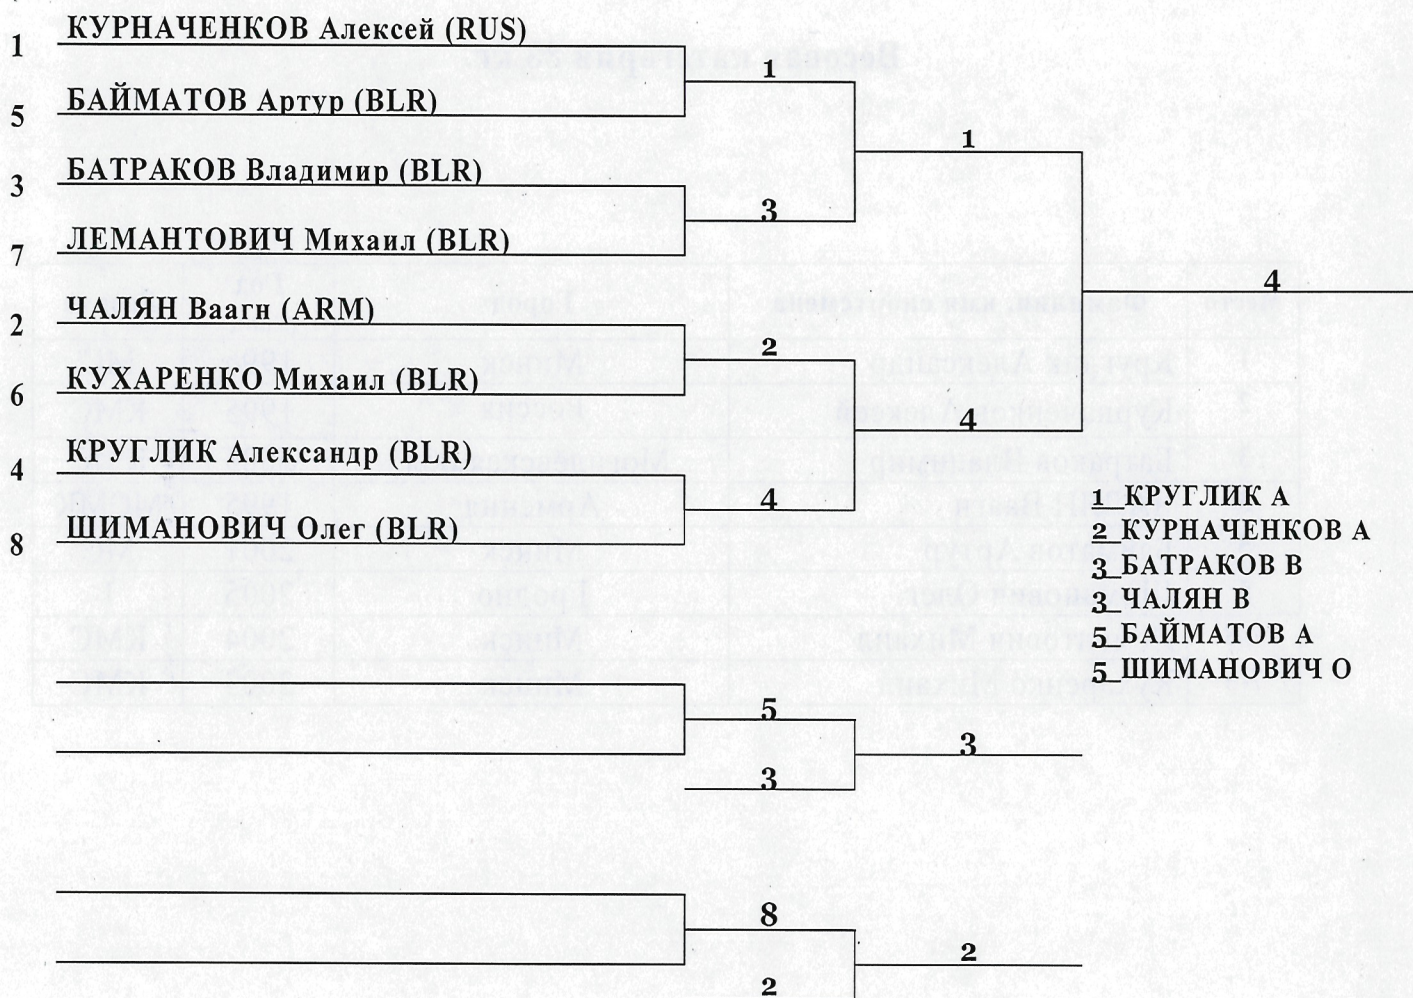 1 КУРНАЧЕНКОВ Алексей (RUS)
1
5 БАЙМАТОВ Артур (BLR)
1
3 БАТРАКОВ Владимир (BLR)
3
7 ЛЕМАНТОВИЧ Михаил (BLR)
4
2 ЧАЛЯН Ваагн (ARM)
2
6 КУХАРЕНКО Михаил (BLR)
4
4 КРУГЛИК Александр (BLR)
4
8 ШИМАНОВИЧ Олег (BLR)
1 КРУГЛИК А
2 КУРНАЧЕНКОВ А
3 БАТРАКОВ В
3 ЧАЛЯН В
5 БАЙМАТОВ А
5 ШИМАНОВИЧ О
5
3
3
8
2
2